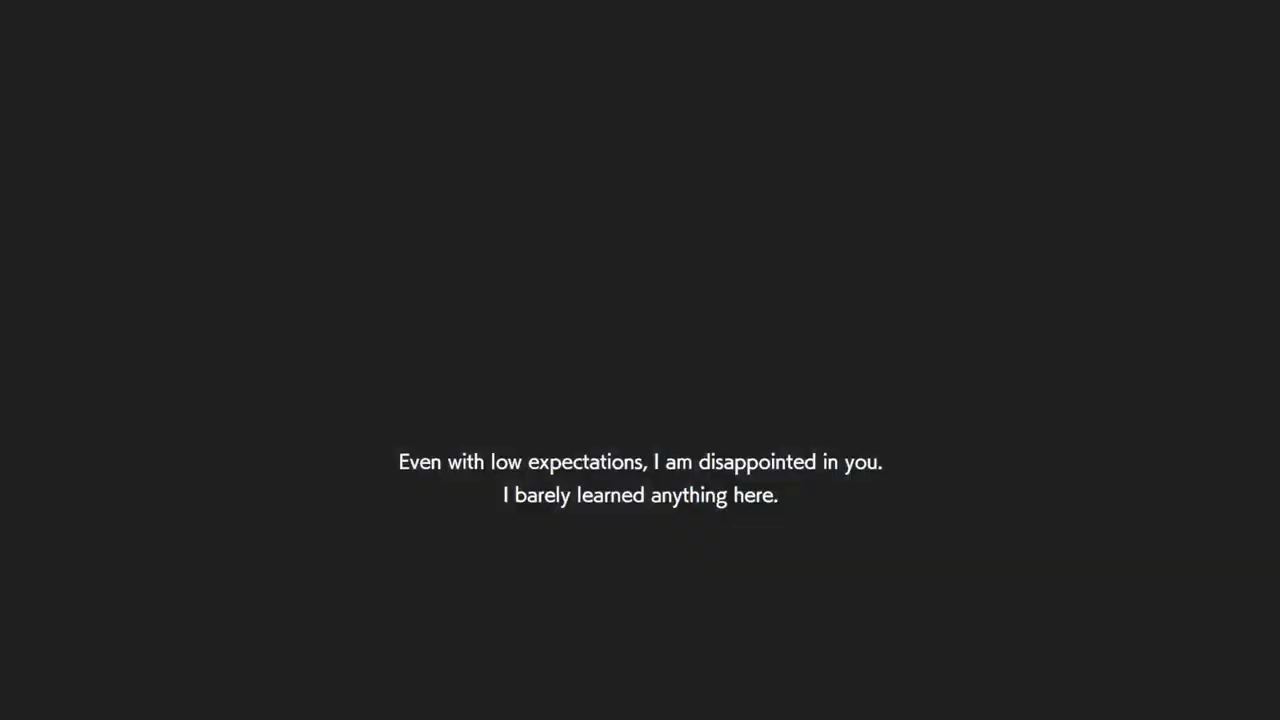 Even with low expectations, I am disappointed in you.
I barely learned anything here.